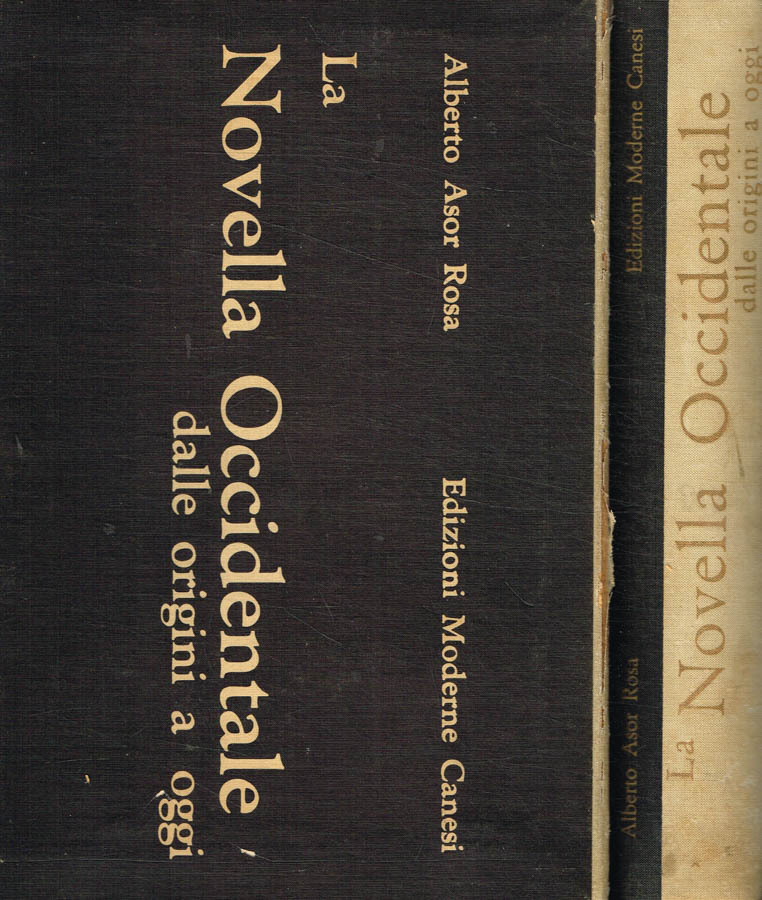 Alberto Asor Rosa Edizioni Moderne Canesi
La
Novella Occidentale
dalle origini a oggi
Alberto Asor Rosa Edizioni Moderne Canesi
La Novella Occidentale
dalle origini a oggi